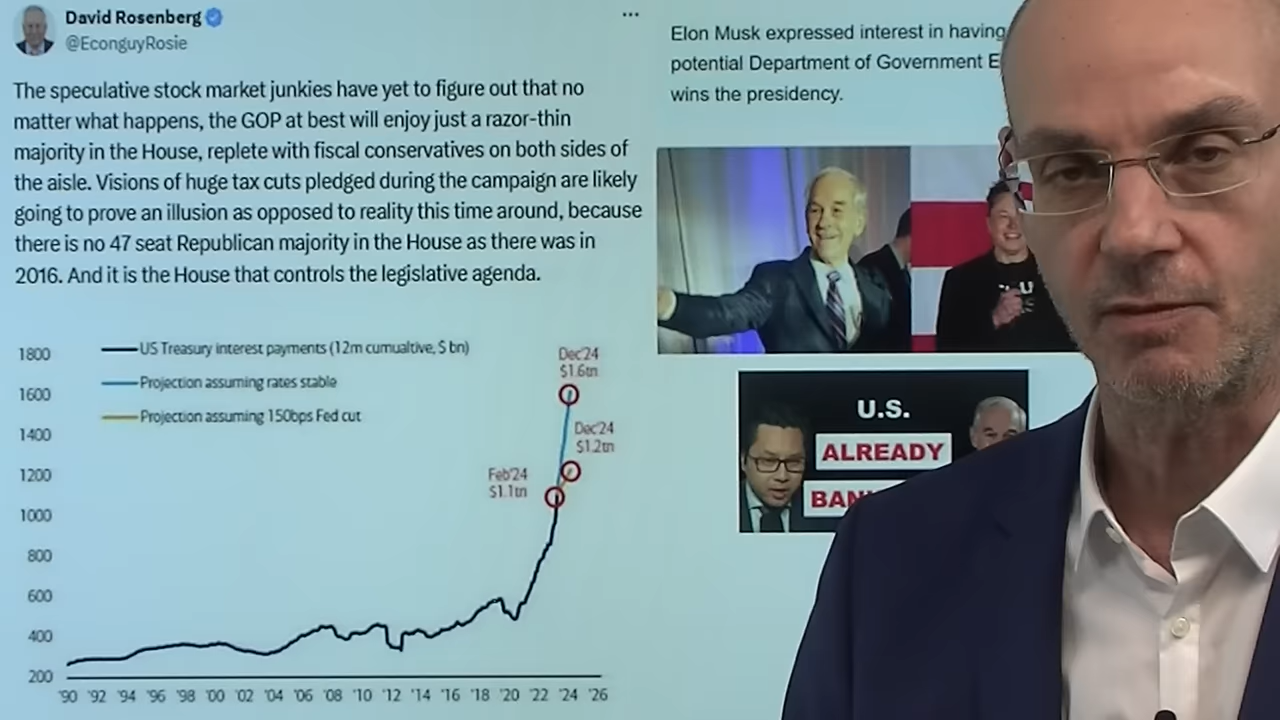 David Rosenberg
@EconguyRosie
The speculative stock market junkies have yet to figure out that no
matter what happens, the GOP at best will enjoy just a razor-thin
majority in the House, replete with fiscal conservatives on both sides of
the aisle. Visions of huge tax cuts pledged during the campaign are likely
going to prove an illusion as opposed to reality this time around, because
there is no 47 seat Republican majority in the House as there was in
2016. And it is the House that controls the legislative agenda.
1800
1600
1400
1200
1000
800
600
400
200
US Treasury interest payments (12m cumualtive, $ bn)
Projection assuming rates stable
Projection assuming 150bps Fed cut
Dec'24
$1.6tn
Dec'24
$1.2tn
Feb'24
$1.1tn
'90 '92 '94 '96 '98 '00 '02 '04 '06 '08 '10 '12 '14 '16 '18 '20 '22 '24 '26
Elon Musk expressed interest in having
potential Department of Government E
wins the presidency.
U.S.
ALREADY
BAN